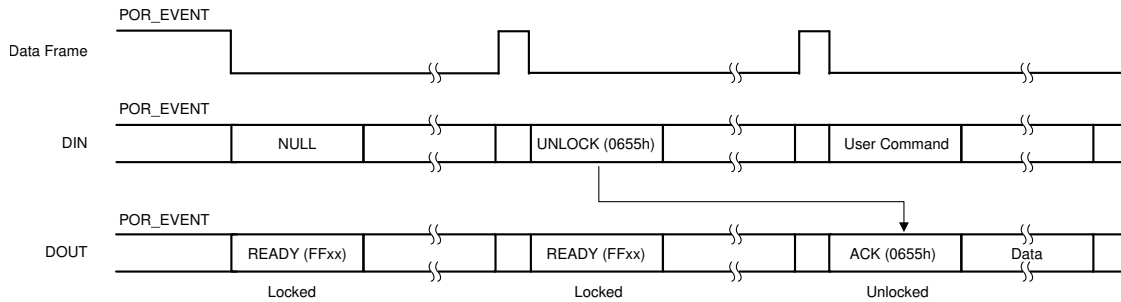 POR_EVENT
Data Frame
POR_EVENT
DIN NULL UNLOCK (0655h) User Command
POR_EVENT
DOUT READY (FFxx) READY (FFxx) ACK (0655h) Data
Locked Locked Unlocked